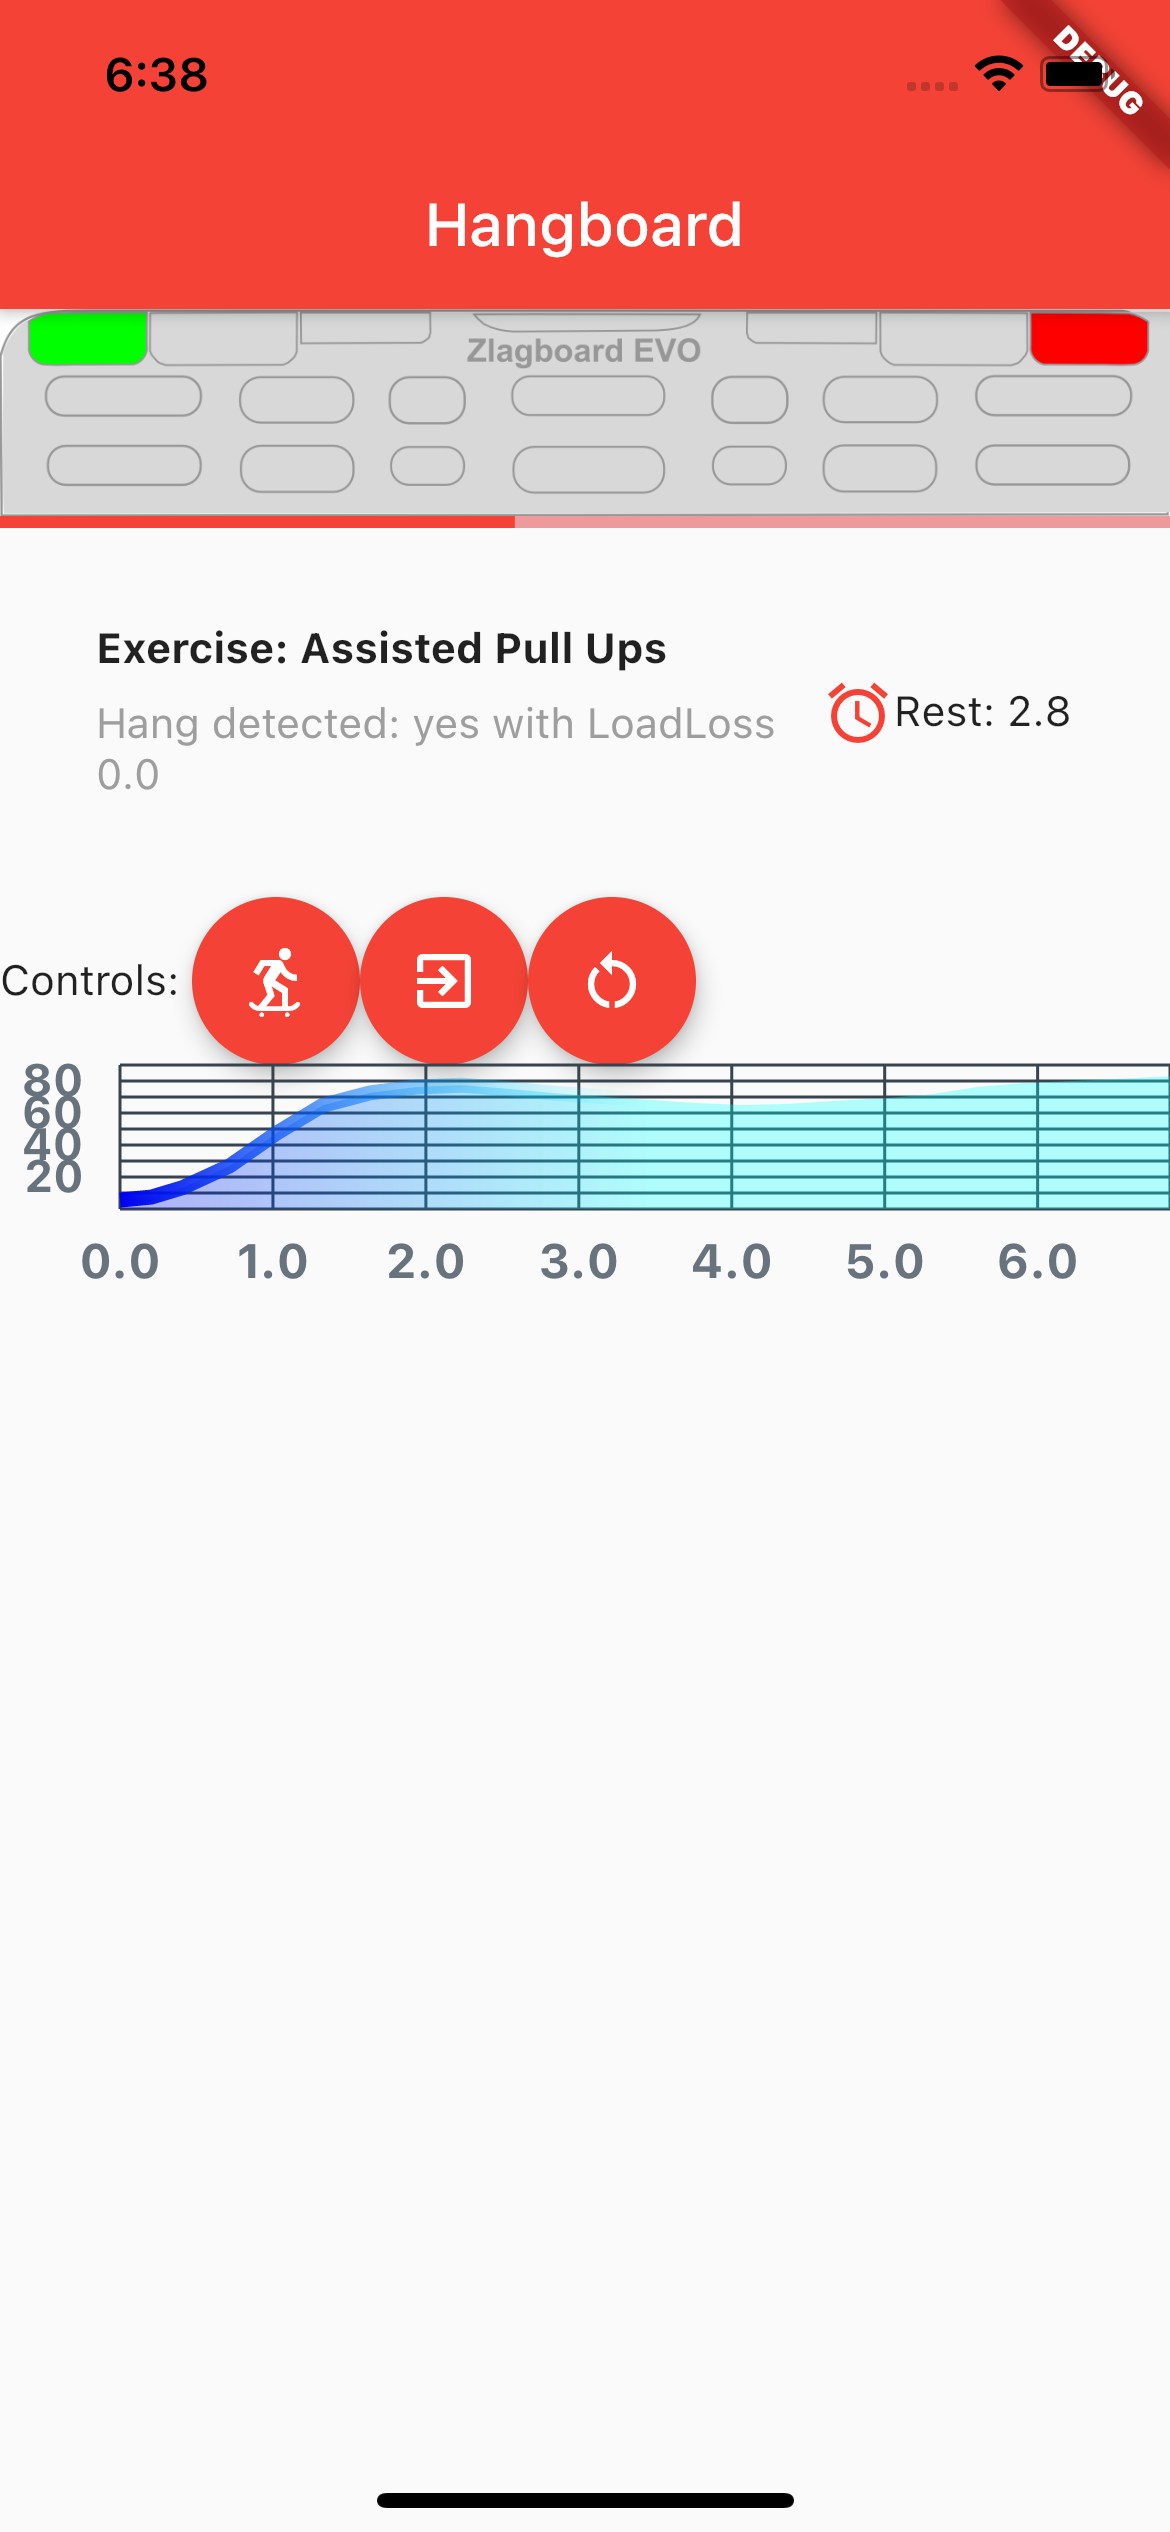 6:38
DEBUG
Hangboard
Zlagboard EVO
Exercise: Assisted Pull Ups
Hang detected: yes with LoadLoss
0.0
Rest: 2.8
Controls:
80
60
40
20
0.0 1.0 2.0 3.0 4.0 5.0 6.0